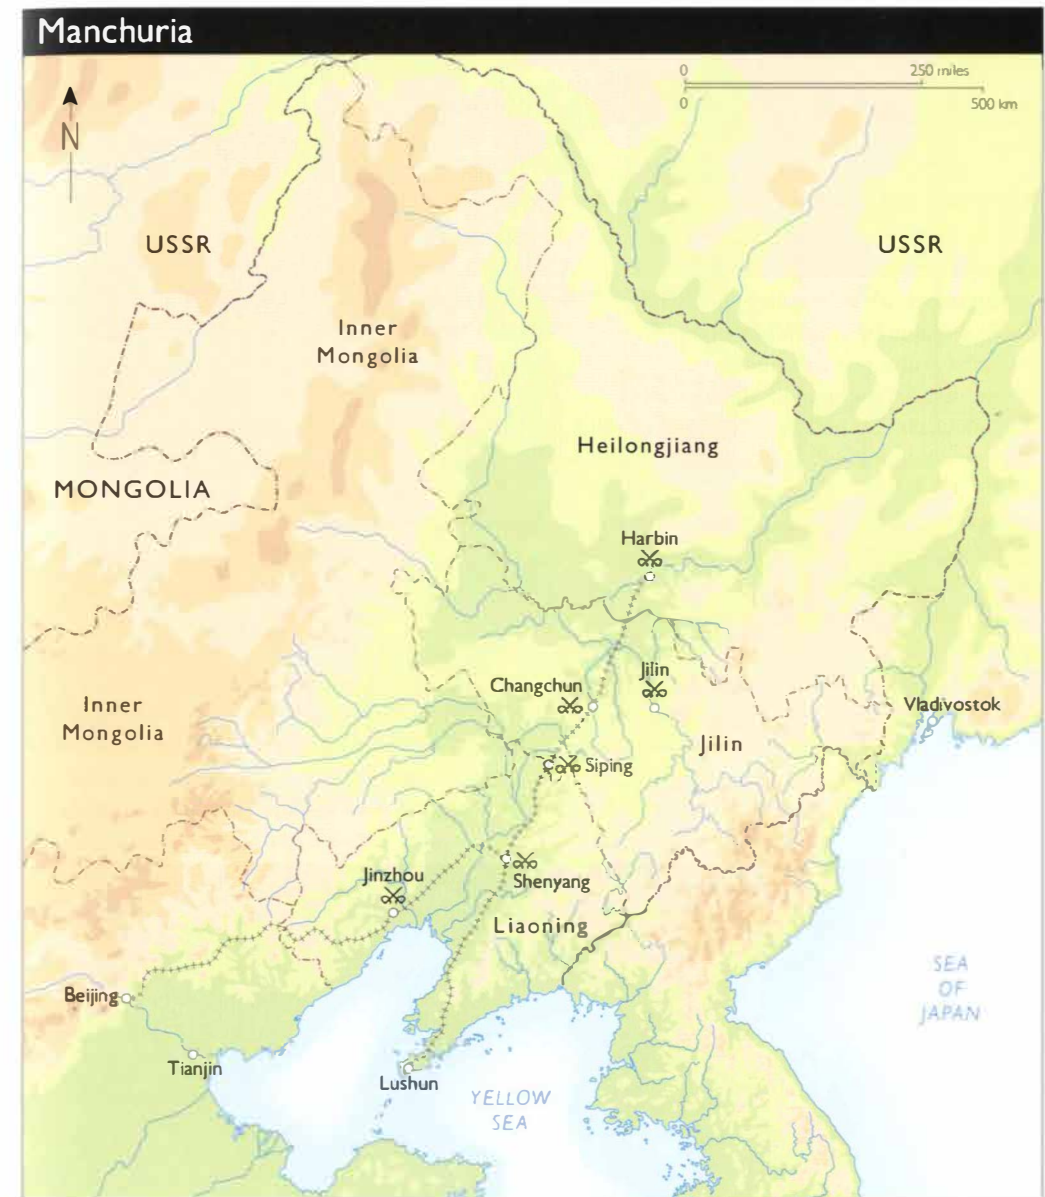 Manchuria
0 250 miles
0 500 km
N
USSR
USSR
Inner
Mongolia
Heilongjiang
MONGOLIA
Harbin
Jilin
Changchun
Vladivostok
Inner
Mongolia
Jilin
Siping
Jinzhou
Shenyang
Liaoning
SEA
OF
JAPAN
Beijing
Tianjin
Lushun
YELLOW
SEA